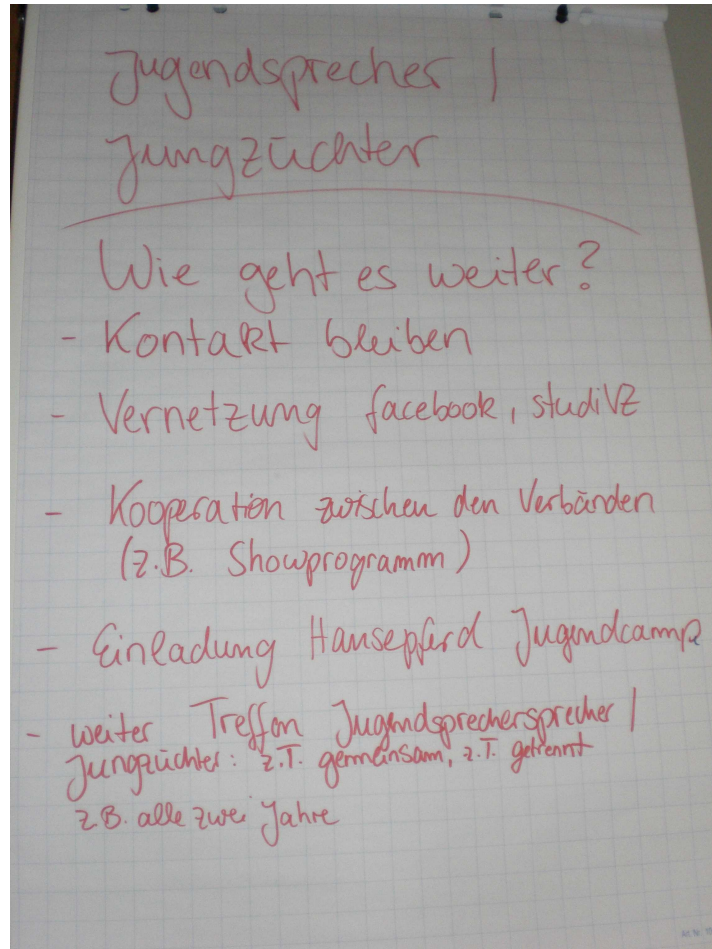 Jugendsprecher /
Jungzüchter
Wie geht es weiter?
- Kontakt bleiben
- Vernetzung facebook, studiVZ
- Kooperation zwischen den Verbänden
(z.B. Showprogramm)
- Einladung Hansepferd Jugendcamp
- weiter Treffen Jugendsprechersprecher /
Jungzüchter: z.T. gemeinsam, z.T. getrennt
z.B. alle zwei Jahre